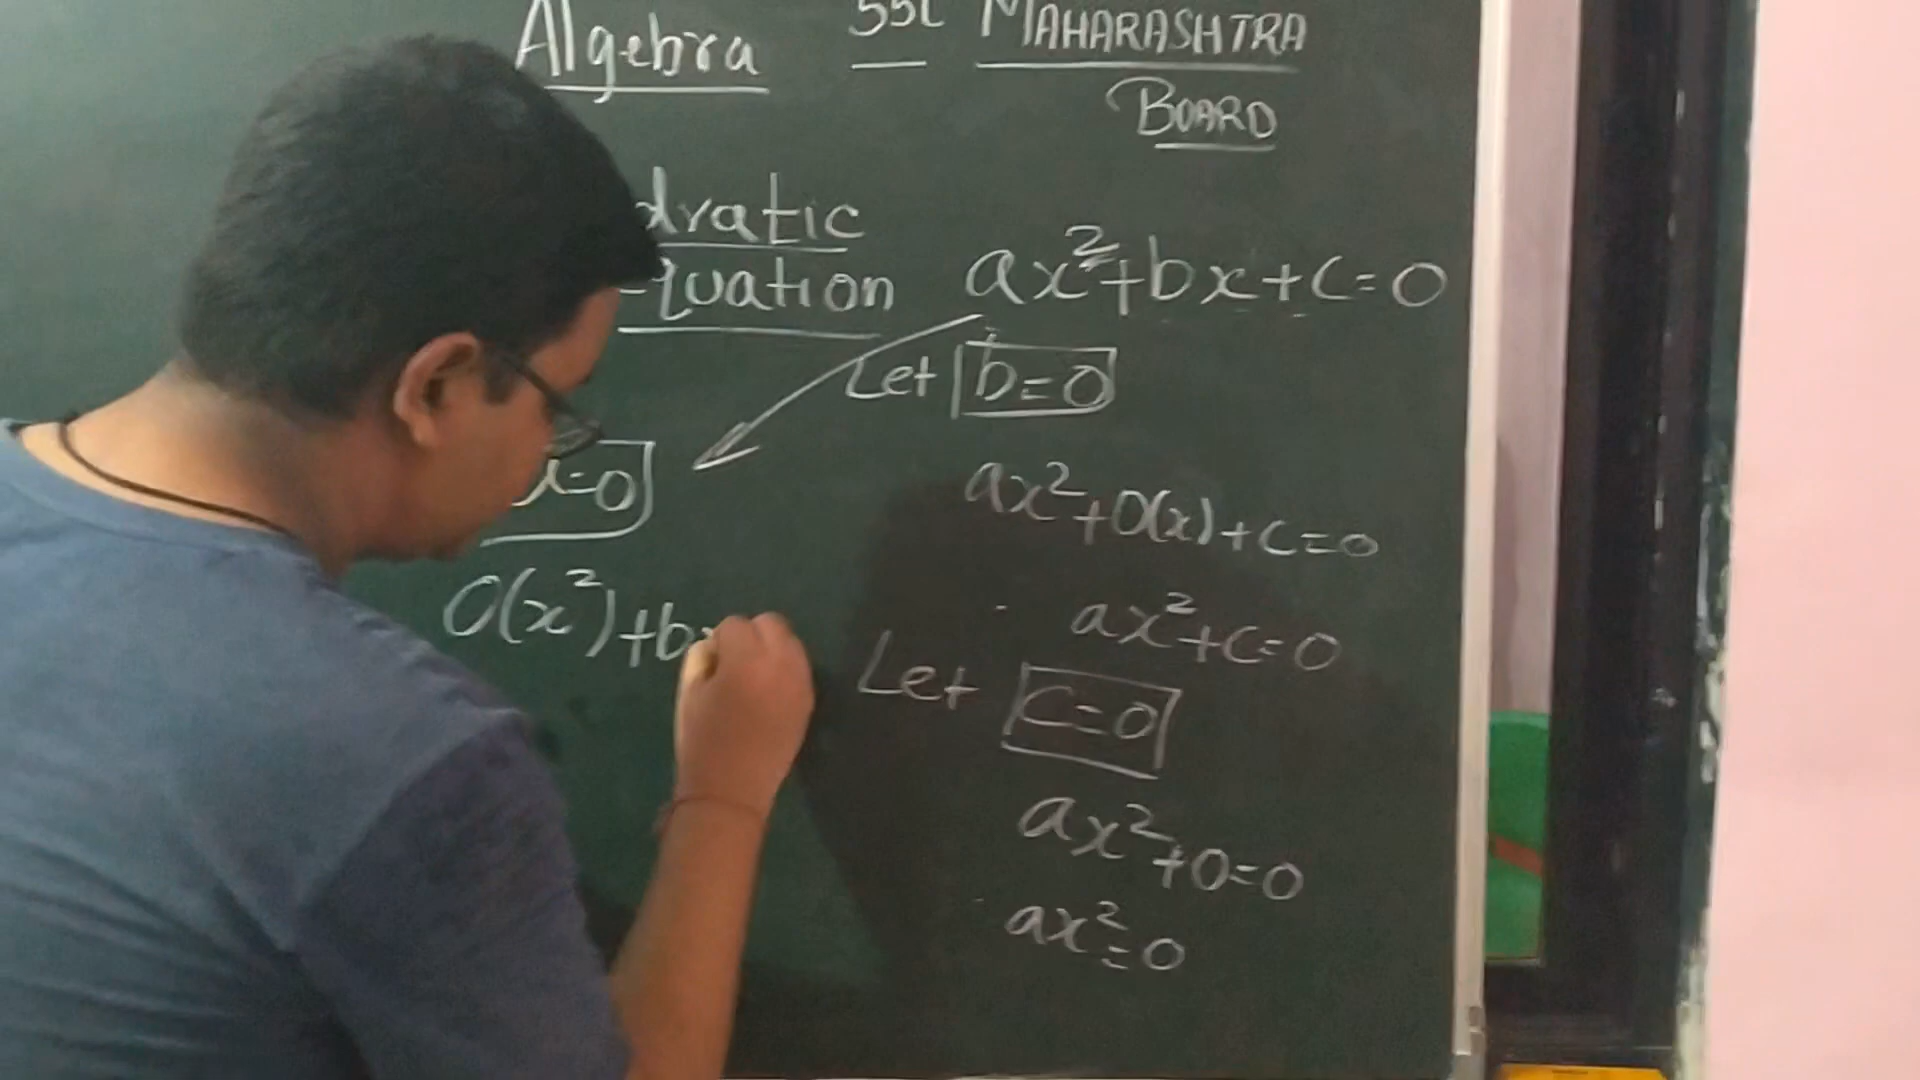 Algebra SSC MAHARASHTRA
BOARD
dratic
quation
ax²+bx+c=0
Let b=0
=0
ax²+0(x)+c=0
0(x²)+b
ax²+c=0
Let c=0
ax²+0=0
ax²=0